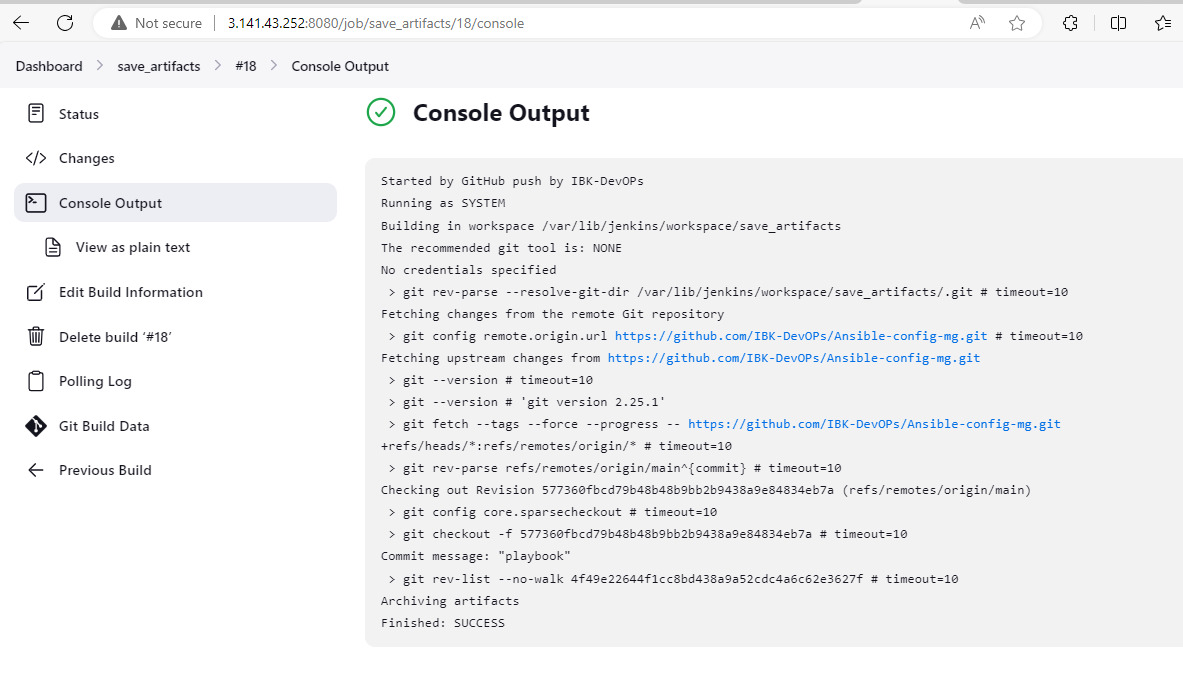 Not secure 3.141.43.252:8080/job/save_artifacts/18/console
Dashboard > save_artifacts > #18 > Console Output
Status
Changes
Console Output
View as plain text
Edit Build Information
Delete build ‘#18’
Polling Log
Git Build Data
Previous Build
Console Output
Started by GitHub push by IBK-DevOPs
Running as SYSTEM
Building in workspace /var/lib/jenkins/workspace/save_artifacts
The recommended git tool is: NONE
No credentials specified
> git rev-parse --resolve-git-dir /var/lib/jenkins/workspace/save_artifacts/.git # timeout=10
Fetching changes from the remote Git repository
> git config remote.origin.url https://github.com/IBK-DevOPs/Ansible-config-mg.git # timeout=10
Fetching upstream changes from https://github.com/IBK-DevOPs/Ansible-config-mg.git
> git --version # timeout=10
> git --version # 'git version 2.25.1'
> git fetch --tags --force --progress -- https://github.com/IBK-DevOPs/Ansible-config-mg.git
+refs/heads/*:refs/remotes/origin/* # timeout=10
> git rev-parse refs/remotes/origin/main^{commit} # timeout=10
Checking out Revision 577360fbcd79b48b48b9bb2b9438a9e84834eb7a (refs/remotes/origin/main)
> git config core.sparsecheckout # timeout=10
> git checkout -f 577360fbcd79b48b48b9bb2b9438a9e84834eb7a # timeout=10
Commit message: "playbook"
> git rev-list --no-walk 4f49e22644f1cc8bd438a9a52cdc4a6c62e3627f # timeout=10
Archiving artifacts
Finished: SUCCESS